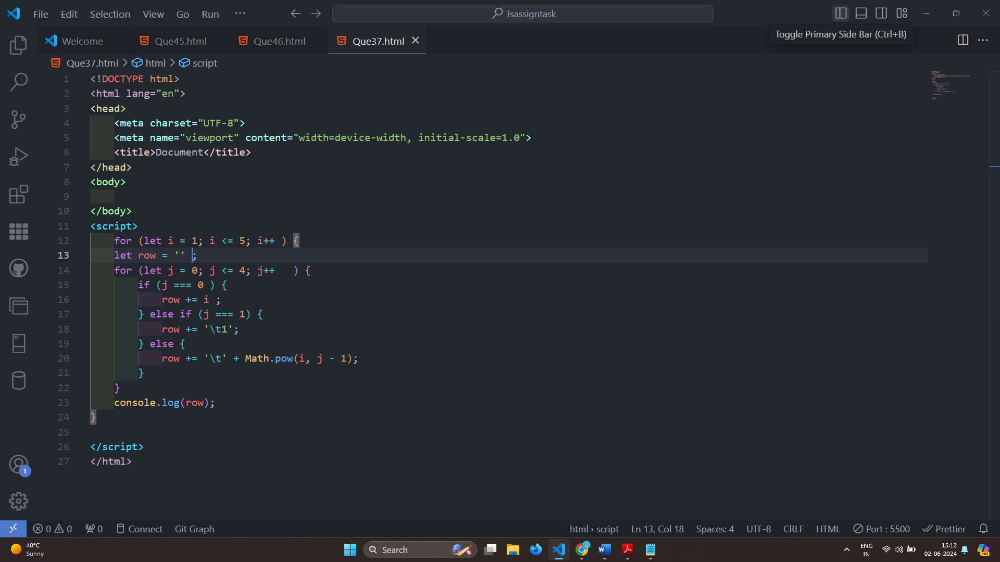 File Edit Selection View Go Run ···
Jsassigntask
Toggle Primary Side Bar (Ctrl+B)
Welcome Que45.html Que46.html Que37.html
Que37.html > html > script
1 <!DOCTYPE html>
2 <html lang="en">
3 <head>
4 <meta charset="UTF-8">
5 <meta name="viewport" content="width=device-width, initial-scale=1.0">
6 <title>Document</title>
7 </head>
8 <body>
9
10 </body>
11 <script>
12 for (let i = 1; i <= 5; i++ ) {
13 let row = '' ;
14 for (let j = 0; j <= 4; j++   ) {
15 if (j === 0 ) {
16 row += i ;
17 } else if (j === 1) {
18 row += '\t1';
19 } else {
20 row += '\t' + Math.pow(i, j - 1);
21 }
22 }
23 console.log(row);
24 }
25
26 </script>
27 </html>
1
0 0 0 Connect Git Graph html › script Ln 13, Col 18 Spaces: 4 UTF-8 CRLF HTML Port : 5500 Prettier
40°C
Sunny
Search
ENG
IN
15:12
02-06-2024
PRE